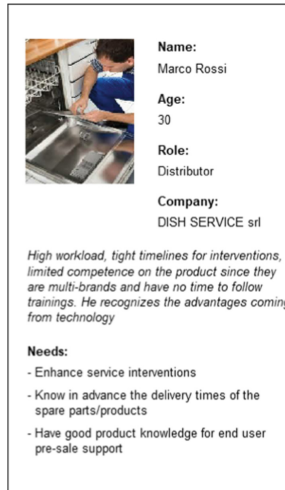 Name:
Marco Rossi
Age:
30
Role:
Distributor
Company:
DISH SERVICE srl
High workload, tight timelines for interventions,
limited competence on the product since they
are multi-brands and have no time to follow
trainings. He recognizes the advantages coming
from technology
Needs:
- Enhance service interventions
- Know in advance the delivery times of the
spare parts/products
- Have good product knowledge for end user
pre-sale support